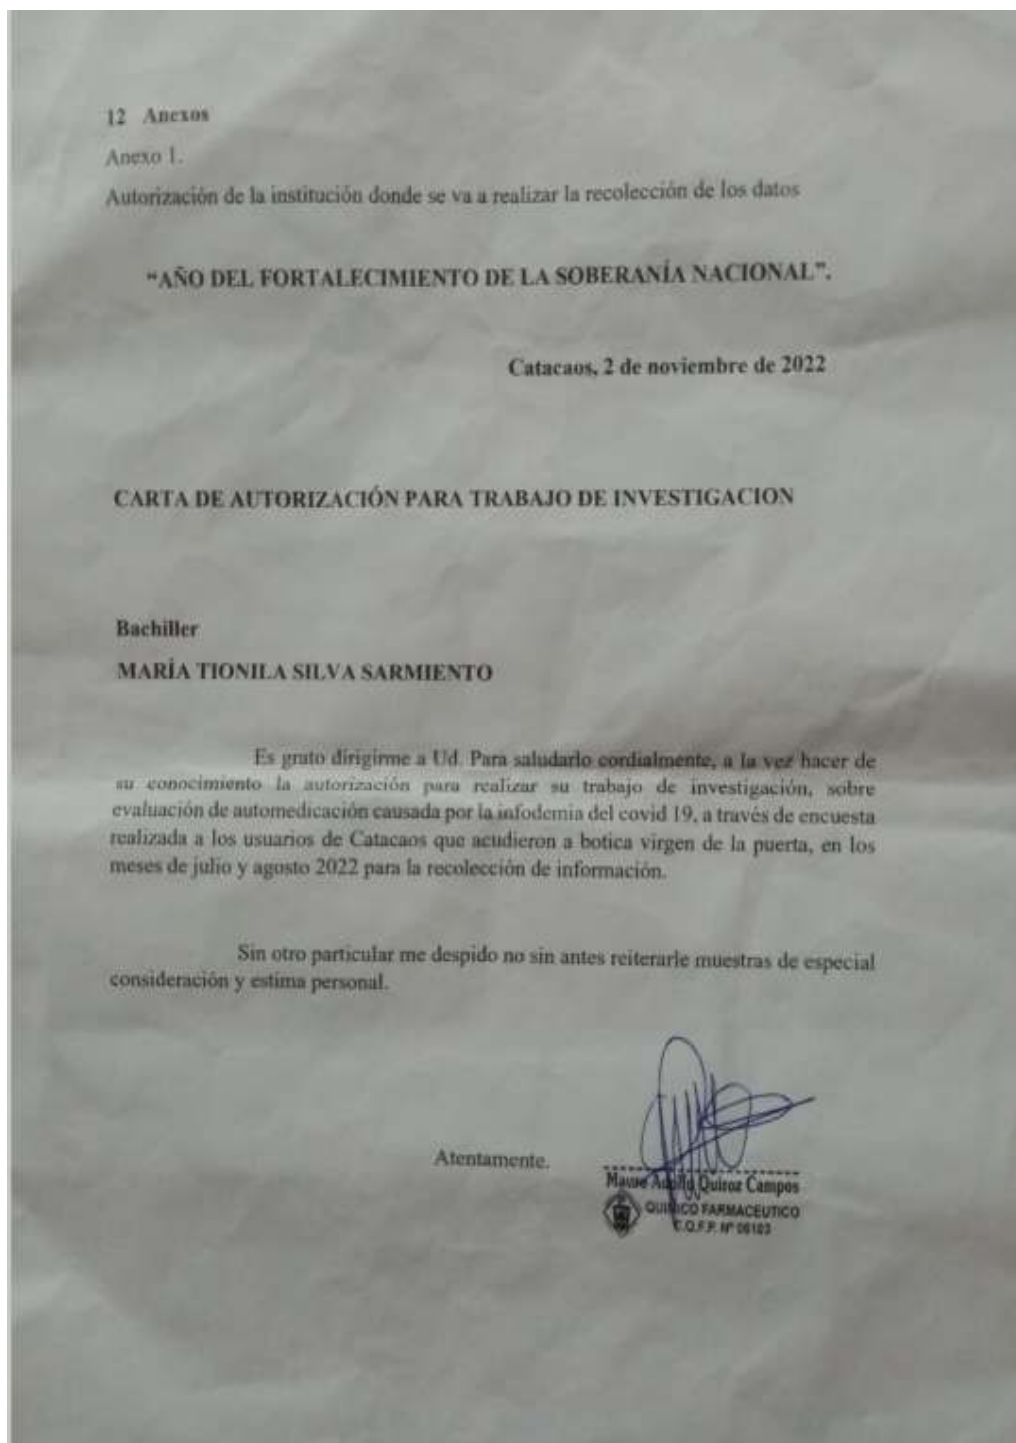 12 Anexos
Anexo 1.
Autorización de la institución donde se va a realizar la recolección de los datos
“AÑO DEL FORTALECIMIENTO DE LA SOBERANÍA NACIONAL”.
Catacaos, 2 de noviembre de 2022
CARTA DE AUTORIZACIÓN PARA TRABAJO DE INVESTIGACION
Bachiller
MARÍA TIONILA SILVA SARMIENTO
Es grato dirigirme a Ud. Para saludarlo cordialmente, a la vez hacer de
su conocimiento la autorización para realizar su trabajo de investigación, sobre
evaluación de automedicación causada por la infodemia del covid 19, a través de encuesta
realizada a los usuarios de Catacaos que acudieron a botica virgen de la puerta, en los
meses de julio y agosto 2022 para la recolección de información.
Sin otro particular me despido no sin antes reiterarle muestras de especial
consideración y estima personal.
Atentamente.
Quiroz Campos
QUIMICO FARMACEUTICO
C.Q.F.P. Nº